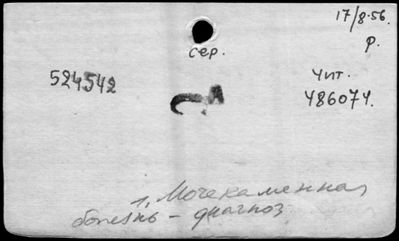 17/8-56.
р.
сер.
524542
Чит.
486074.
1. Мочекаменная
болезнь - диагноз